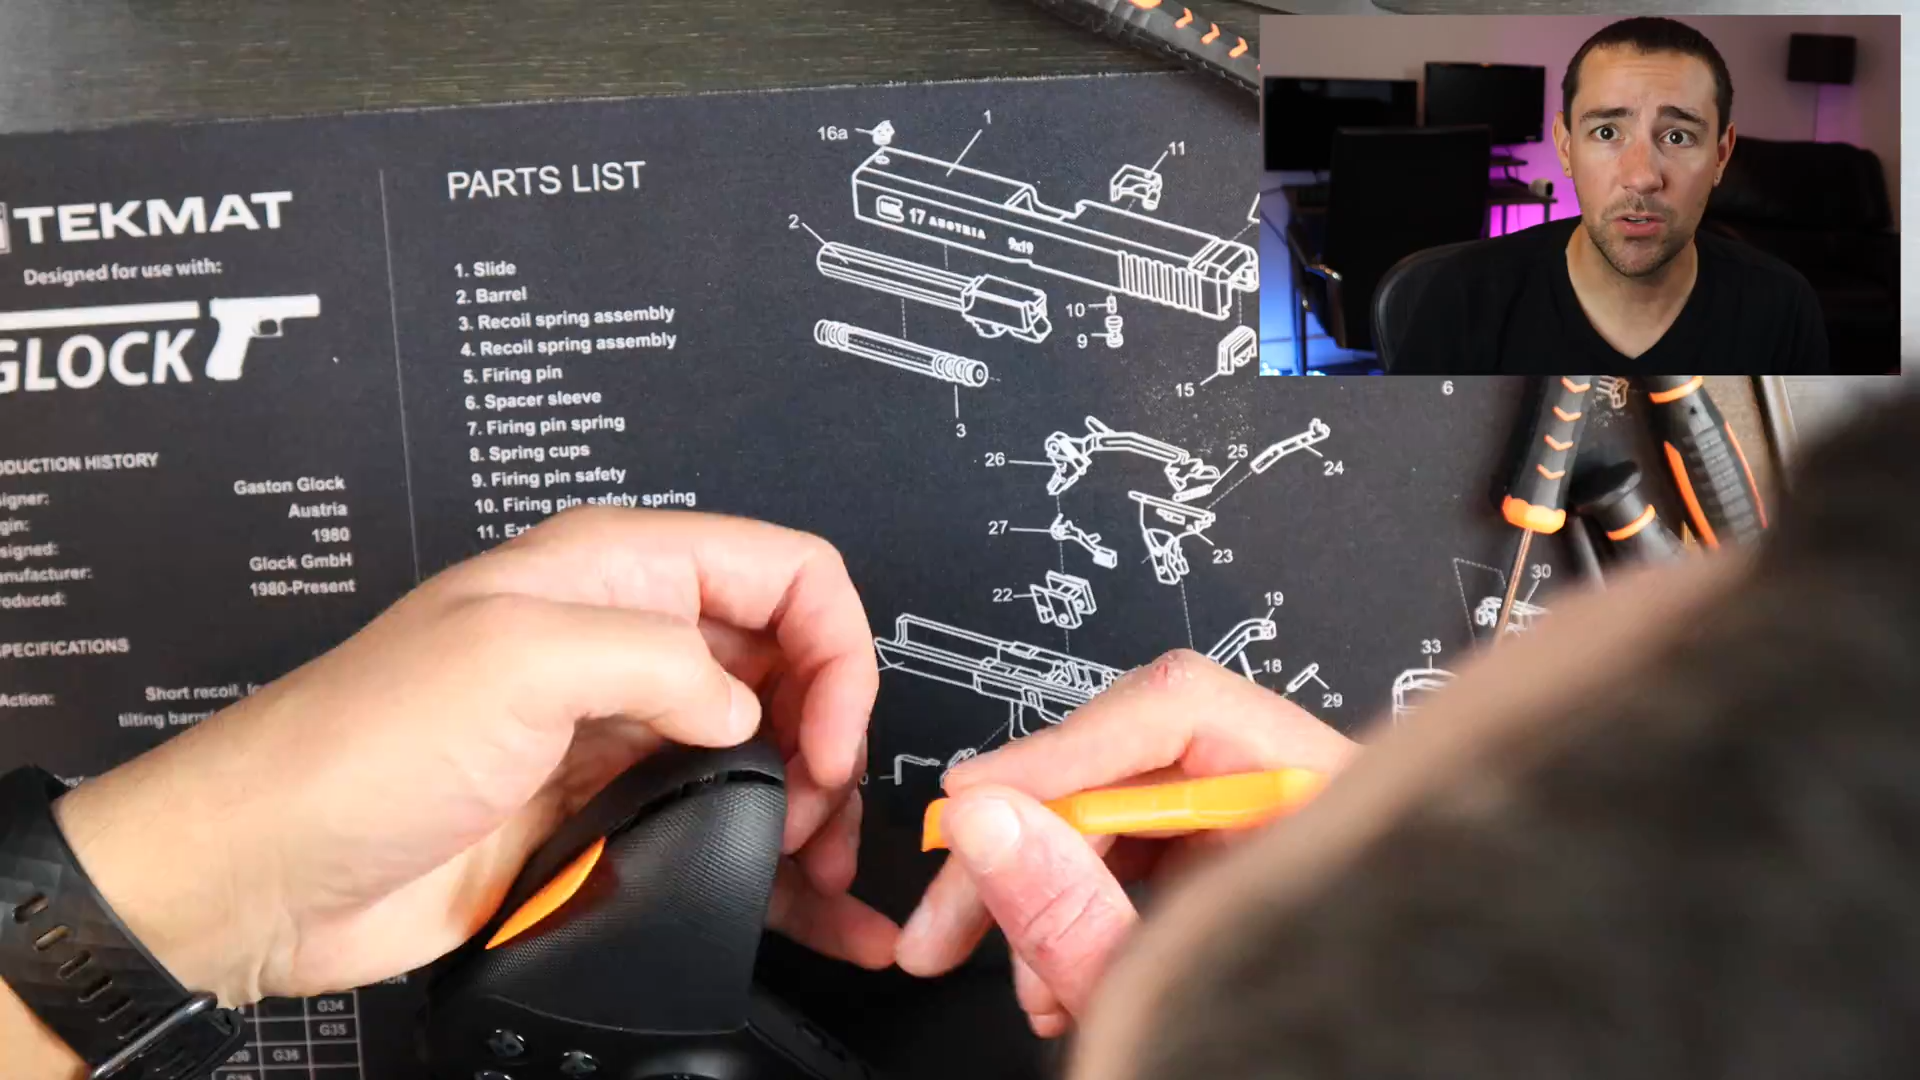 TEKMAT
Designed for use with:
GLOCK
Gaston Glock
Austria
1980
Glock GmbH
1980-Present
Action:
Short recoil,
PARTS LIST
1. Slide
2. Barrel
3. Recoil spring assembly
4. Recoil spring assembly
5. Firing pin
6. Spacer sleeve
7. Firing pin spring
8. Spring cups
9. Firing pin safety
10. Firing pin safety spring
11.
16a
1
11
2
17 AUSTRIA
9x19
10
9
15
3
6
26
25
24
27
23
22
30
19
18
29
33
G34
G35
G36